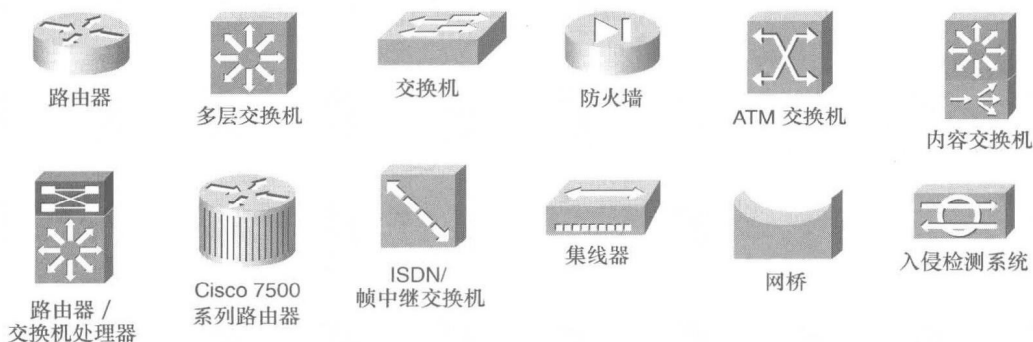 路由器
多层交换机
交换机
防火墙
ATM 交换机
内容交换机
路由器 /
交换机处理器
Cisco 7500
系列路由器
ISDN/
帧中继交换机
集线器
网桥
入侵检测系统